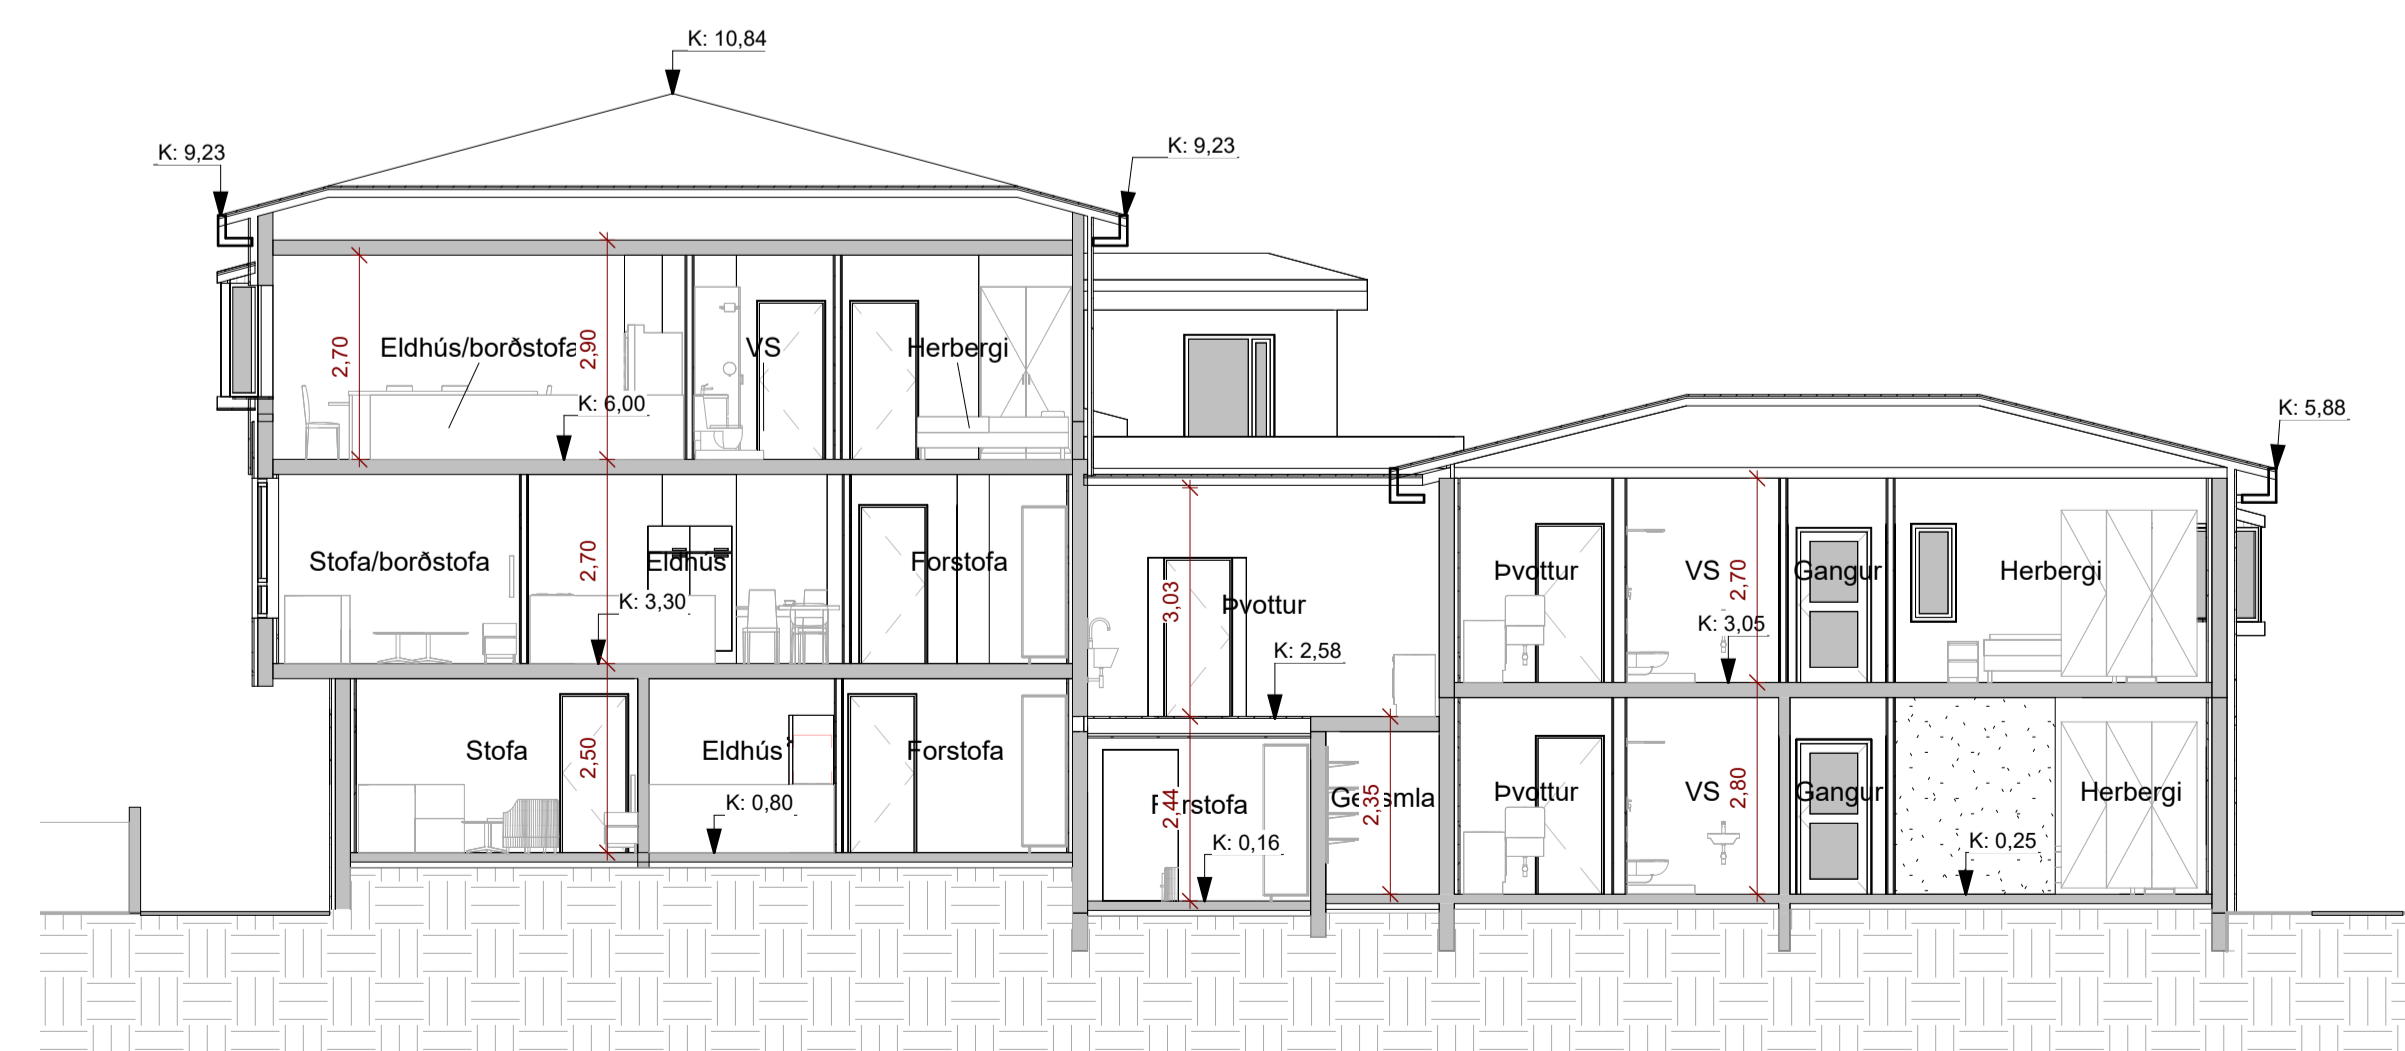 K: 10,84
K: 9,23
K: 9,23
2,70
Eldhús/borðstofa
2,90
VS
Herbergi
K: 6,00
K: 5,88
Stofa/borðstofa
2,70
Eldhús
Forstofa
K: 3,30
3,03
Þvottur
K: 2,58
Þvottur
VS
2,70
Gangur
Herbergi
K: 3,05
Stofa
2,50
Eldhús
Forstofa
K: 0,80
2,44
K: 0,16
2,35
Þvottur
VS
2,80
Gangur
Herbergi
K: 0,25